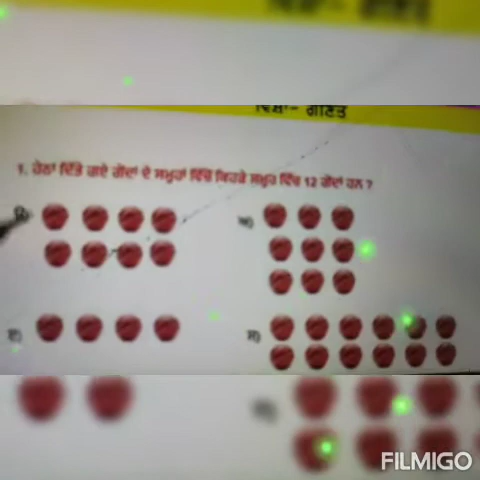 ਵਿਸ਼ਾ- ਗਣਿਤ
1. ਹੇਠਾਂ ਦਿੱਤੇ ਗਏ ਗੇਂਦਾਂ ਦੇ ਸਮੂਹਾਂ ਵਿੱਚੋਂ ਕਿਹੜੇ ਸਮੂਹ ਵਿੱਚ 12 ਗੇਂਦਾਂ ਹਨ ?
FILMIGO